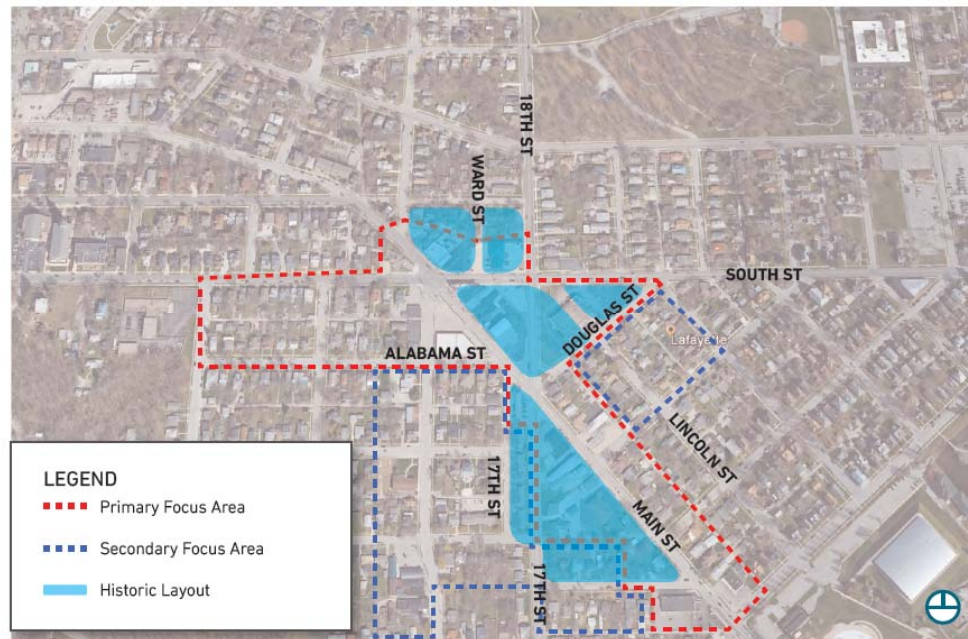 18TH ST
WARD ST
SOUTH ST
DOUGLAS ST
Lafayette
ALABAMA ST
LINCOLN ST
17TH ST
MAIN ST
17TH ST
LEGEND
Primary Focus Area
Secondary Focus Area
Historic Layout